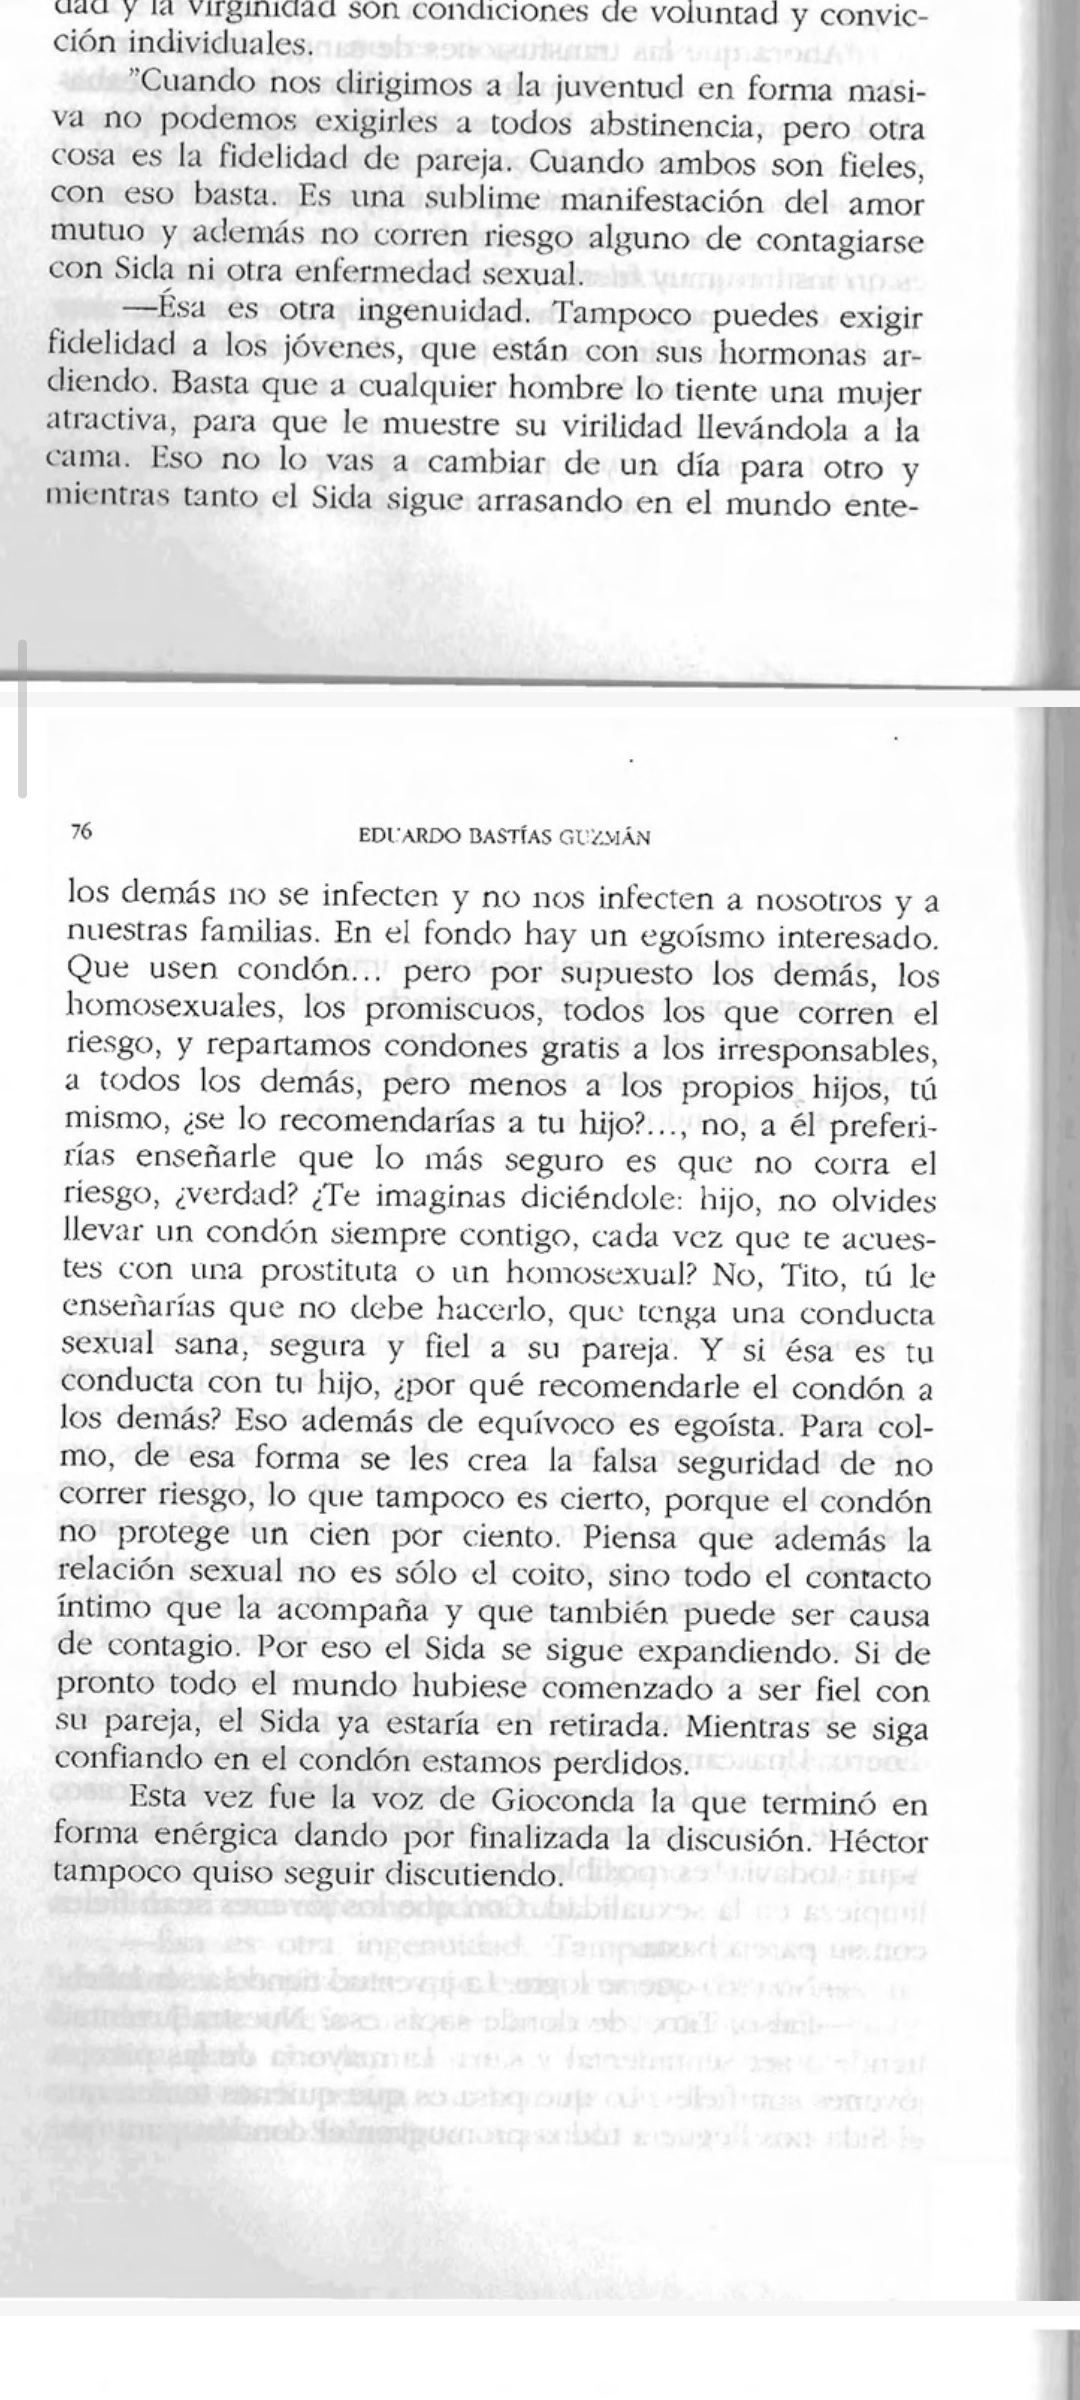 dad y la virginidad son condiciones de voluntad y convic-
ción individuales.
"Cuando nos dirigimos a la juventud en forma masi-
va no podemos exigirles a todos abstinencia, pero otra
cosa es la fidelidad de pareja. Cuando ambos son fieles,
con eso basta. Es una sublime manifestación del amor
mutuo y además no corren riesgo alguno de contagiarse
con Sida ni otra enfermedad sexual.
—Ésa es otra ingenuidad. Tampoco puedes exigir
fidelidad a los jóvenes, que están con sus hormonas ar-
diendo. Basta que a cualquier hombre lo tiente una mujer
atractiva, para que le muestre su virilidad llevándola a la
cama. Eso no lo vas a cambiar de un día para otro y
mientras tanto el Sida sigue arrasando en el mundo ente-
76 EDUARDO BASTÍAS GUZMÁN
los demás no se infecten y no nos infecten a nosotros y a
nuestras familias. En el fondo hay un egoísmo interesado.
Que usen condón... pero por supuesto los demás, los
homosexuales, los promiscuos, todos los que corren el
riesgo, y repartamos condones gratis a los irresponsables,
a todos los demás, pero menos a los propios hijos, tú
mismo, ¿se lo recomendarías a tu hijo?..., no, a él preferi-
rías enseñarle que lo más seguro es que no corra el
riesgo, ¿verdad? ¿Te imaginas diciéndole: hijo, no olvides
llevar un condón siempre contigo, cada vez que te acues-
tes con una prostituta o un homosexual? No, Tito, tú le
enseñarías que no debe hacerlo, que tenga una conducta
sexual sana, segura y fiel a su pareja. Y si ésa es tu
conducta con tu hijo, ¿por qué recomendarle el condón a
los demás? Eso además de equívoco es egoísta. Para col-
mo, de esa forma se les crea la falsa seguridad de no
correr riesgo, lo que tampoco es cierto, porque el condón
no protege un cien por ciento. Piensa que además la
relación sexual no es sólo el coito, sino todo el contacto
íntimo que la acompaña y que también puede ser causa
de contagio. Por eso el Sida se sigue expandiendo. Si de
pronto todo el mundo hubiese comenzado a ser fiel con
su pareja, el Sida ya estaría en retirada. Mientras se siga
confiando en el condón estamos perdidos.
Esta vez fue la voz de Gioconda la que terminó en
forma enérgica dando por finalizada la discusión. Héctor
tampoco quiso seguir discutiendo.